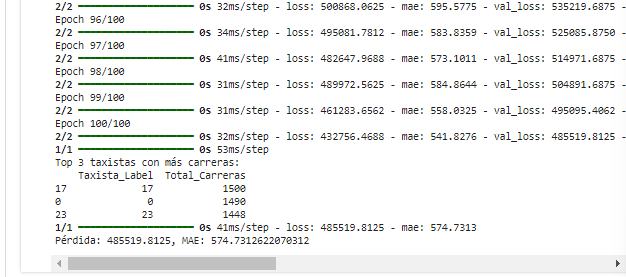 2/2 ━━━━━━━━━━━━━━━━━━━━ 0s 32ms/step - loss: 500868.0625 - mae: 595.5775 - val_loss: 535219.6875 -
Epoch 96/100
2/2 ━━━━━━━━━━━━━━━━━━━━ 0s 34ms/step - loss: 495081.7812 - mae: 583.8359 - val_loss: 525085.8750 -
Epoch 97/100
2/2 ━━━━━━━━━━━━━━━━━━━━ 0s 41ms/step - loss: 482647.9688 - mae: 573.1011 - val_loss: 514971.6875 -
Epoch 98/100
2/2 ━━━━━━━━━━━━━━━━━━━━ 0s 31ms/step - loss: 489972.5625 - mae: 584.8644 - val_loss: 504891.6875 -
Epoch 99/100
2/2 ━━━━━━━━━━━━━━━━━━━━ 0s 31ms/step - loss: 461283.6562 - mae: 558.0325 - val_loss: 495095.4062 -
Epoch 100/100
2/2 ━━━━━━━━━━━━━━━━━━━━ 0s 32ms/step - loss: 432756.4688 - mae: 541.8276 - val_loss: 485519.8125 -
1/1 ━━━━━━━━━━━━━━━━━━━━ 0s 53ms/step
Top 3 taxistas con más carreras:
Taxista_Label Total_Carreras
17 17 1500
0 0 1490
23 23 1448
1/1 ━━━━━━━━━━━━━━━━━━━━ 0s 41ms/step - loss: 485519.8125 - mae: 574.7313
Pérdida: 485519.8125, MAE: 574.7312622070312